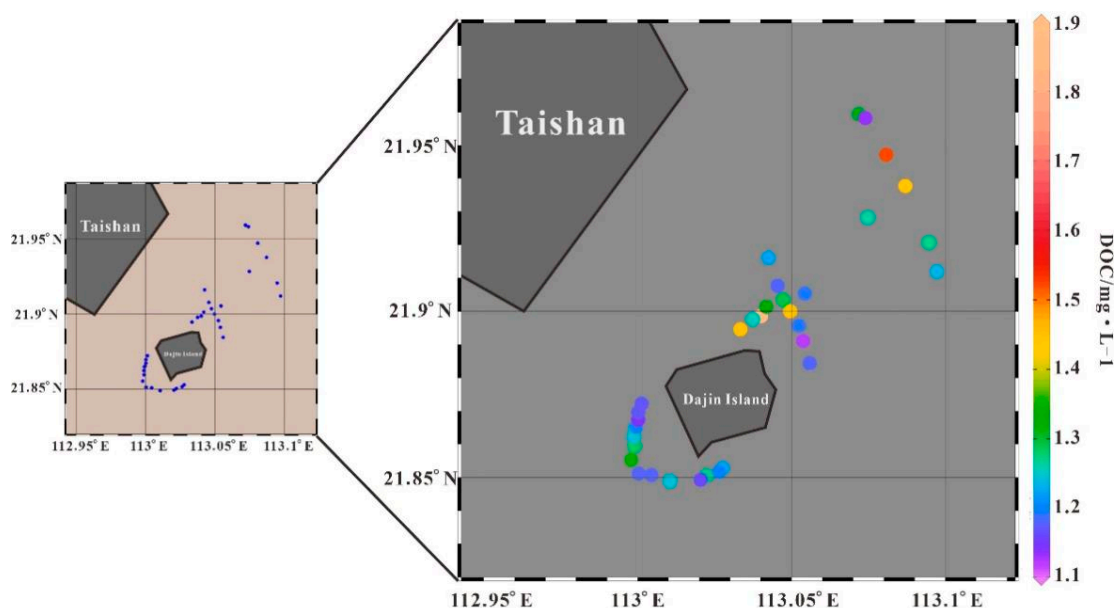 Taishan
Dajin Island
21.95°N
21.9°N
21.85°N
112.95°E
113°E
113.05°E
113.1°E
Taishan
Dajin Island
21.95°N
21.9°N
21.85°N
112.95°E
113°E
113.05°E
113.1°E
1.9
1.8
1.7
1.6
1.5
1.4
1.3
1.2
1.1
DOC/mg·L−1